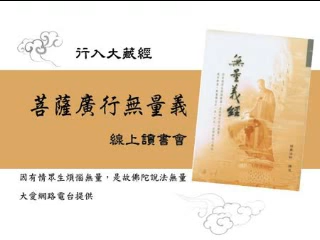 行入大藏經
菩薩廣行無量義
線上讀書會
因有情眾生煩惱無量，是故佛陀說法無量
大愛網路電台提供
無量義經